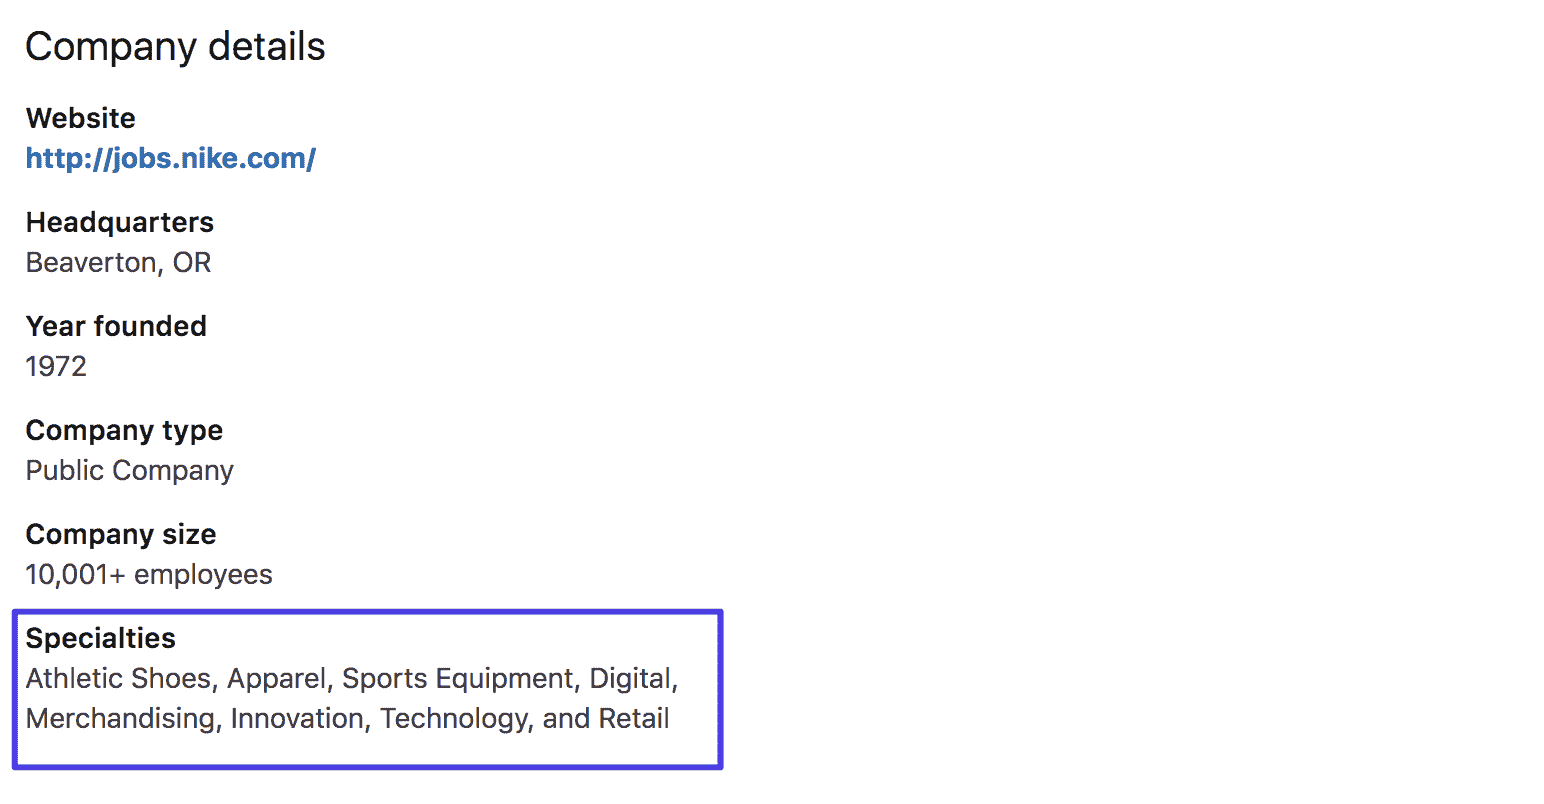 Company details
Website
http://jobs.nike.com/
Headquarters
Beaverton, OR
Year founded
1972
Company type
Public Company
Company size
10,001+ employees
Specialties
Athletic Shoes, Apparel, Sports Equipment, Digital,
Merchandising, Innovation, Technology, and Retail